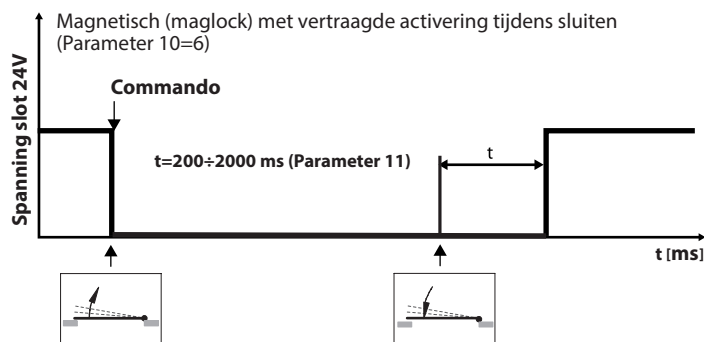 Magnetisch (maglock) met vertraagde activering tijdens sluiten
(Parameter 10=6)
Spanning slot 24V
Commando
t=200÷2000 ms (Parameter 11)
t
t [ms]